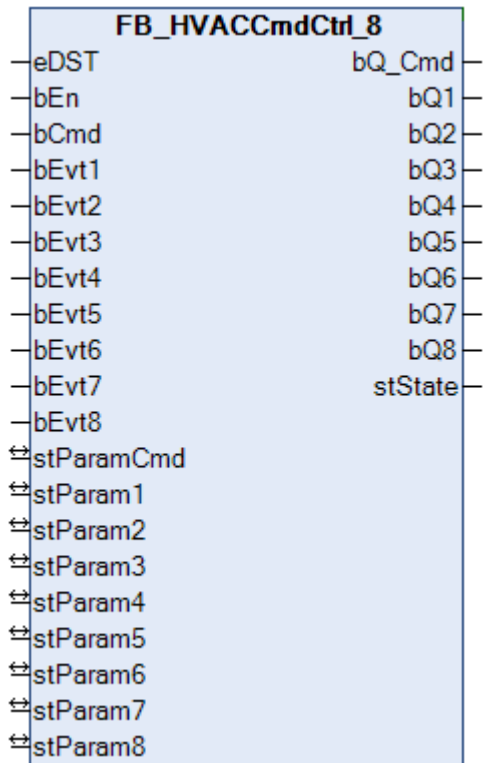 FB_HVACCmdCtrl_8
eDST bQ_Cmd
bEn bQ1
bCmd bQ2
bEvt1 bQ3
bEvt2 bQ4
bEvt3 bQ5
bEvt4 bQ6
bEvt5 bQ7
bEvt6 bQ8
bEvt7 stState
bEvt8
stParamCmd
stParam1
stParam2
stParam3
stParam4
stParam5
stParam6
stParam7
stParam8